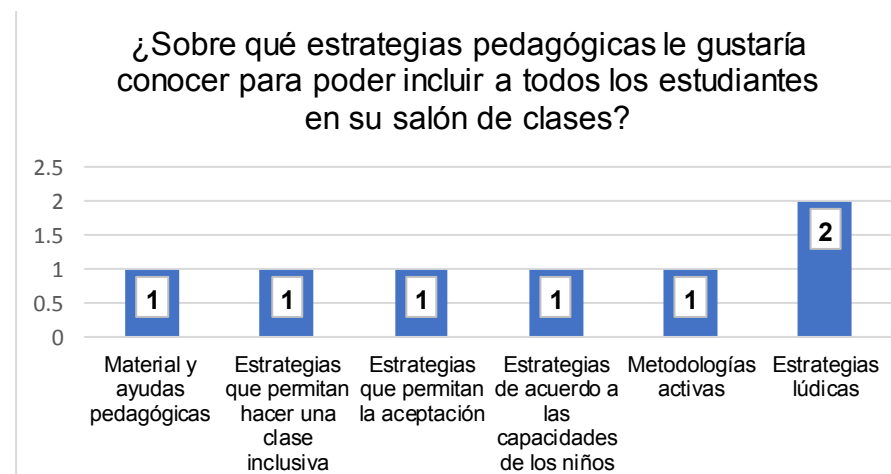 ¿Sobre qué estrategias pedagógicas le gustaría
conocer para poder incluir a todos los estudiantes
en su salón de clases?
2.5
2
1.5
1
0.5
0
1
1
1
1
1
2
Material y
ayudas
pedagógicas
Estrategias
que permitan
hacer una
clase
inclusiva
Estrategias
que permitan
la aceptación
Estrategias
de acuerdo a
las
capacidades
de los niños
Metodologías
activas
Estrategias
lúdicas